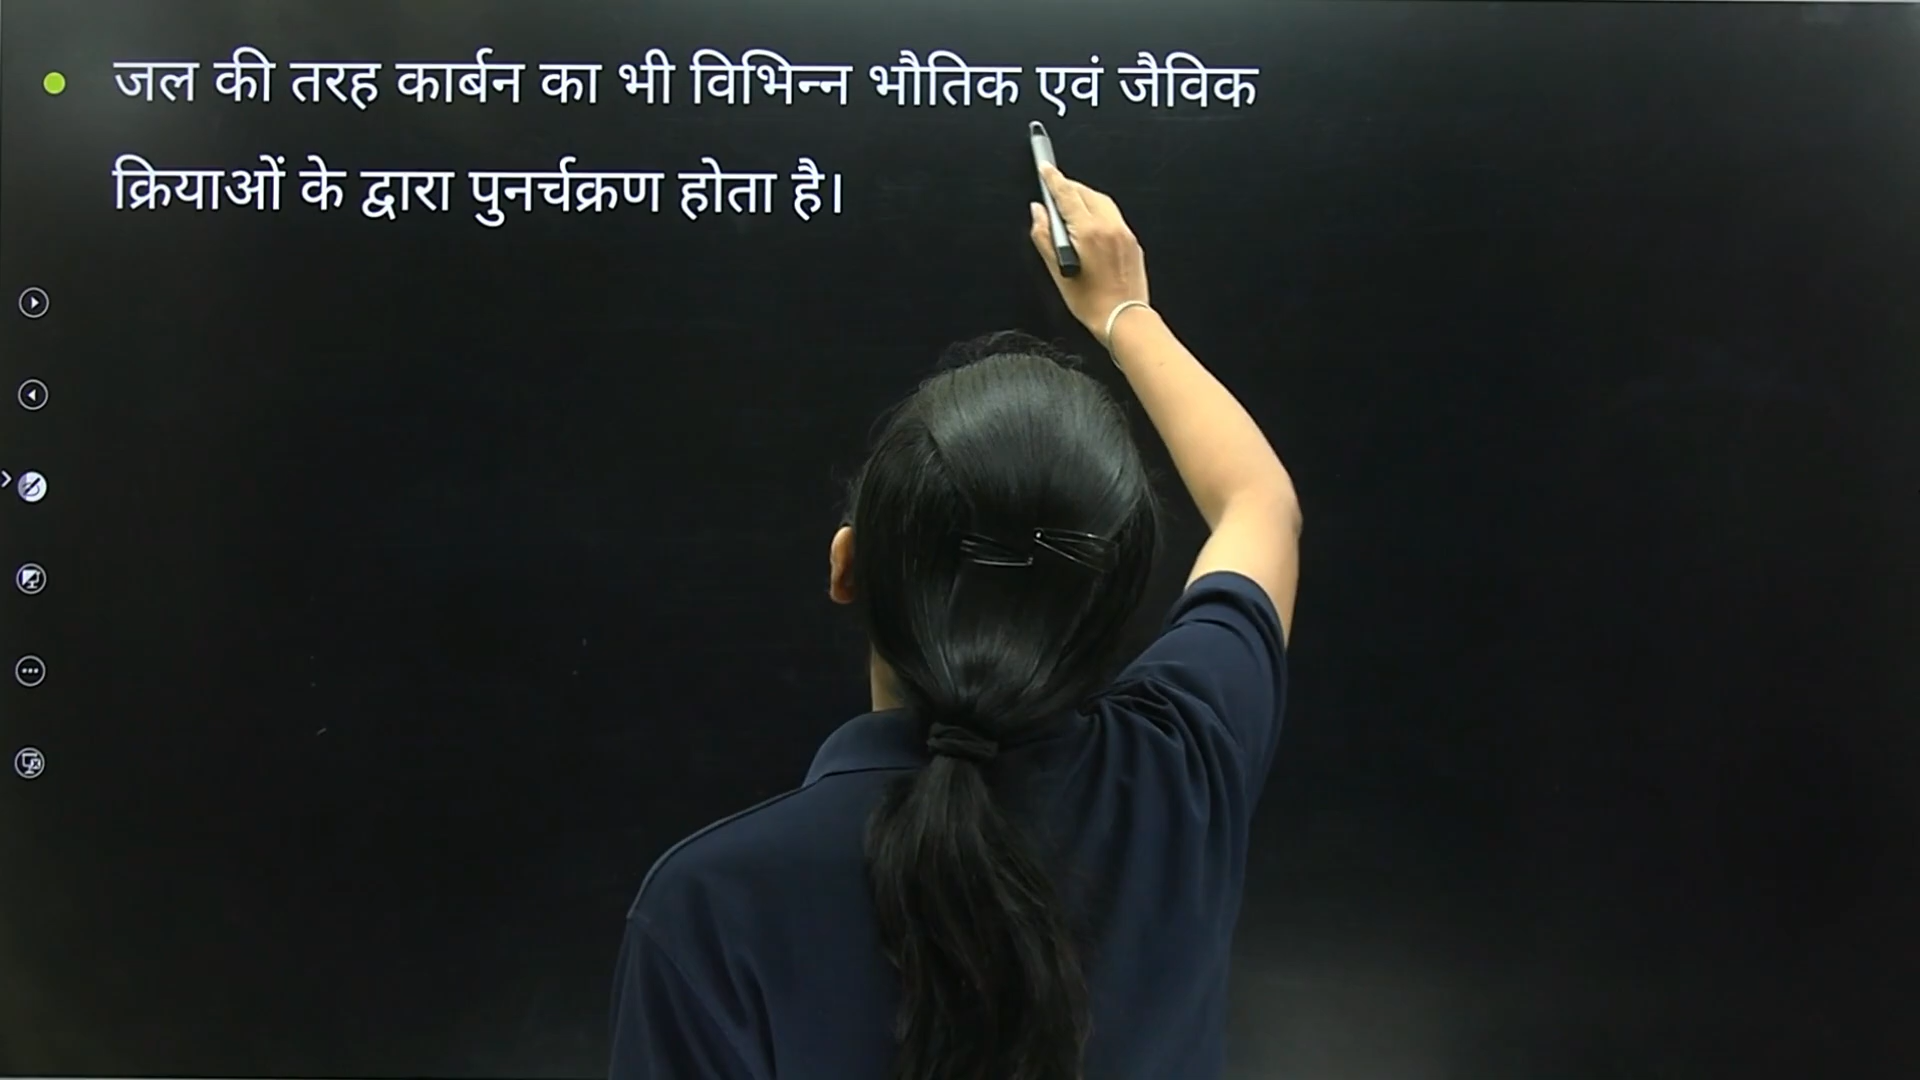 जल की तरह कार्बन का भी विभिन्न भौतिक एवं जैविक
क्रियाओं के द्वारा पुनर्चक्रण होता है।